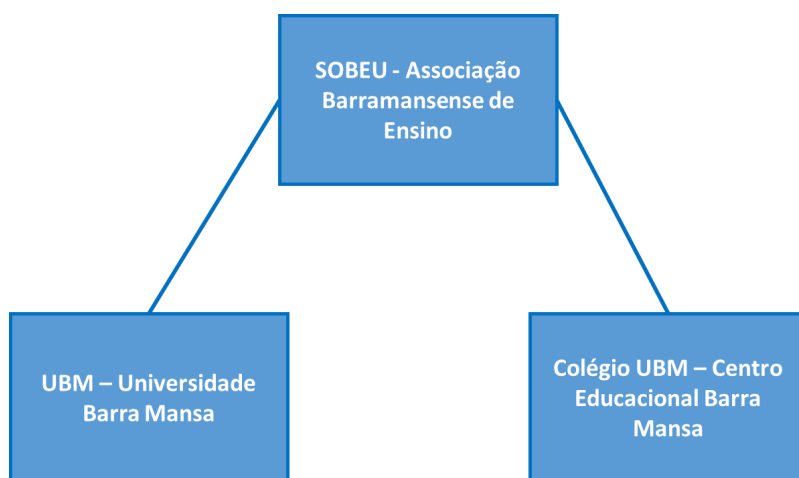 SOBEU - Associação
Barramansense de
Ensino
UBM – Universidade
Barra Mansa
Colégio UBM – Centro
Educacional Barra
Mansa